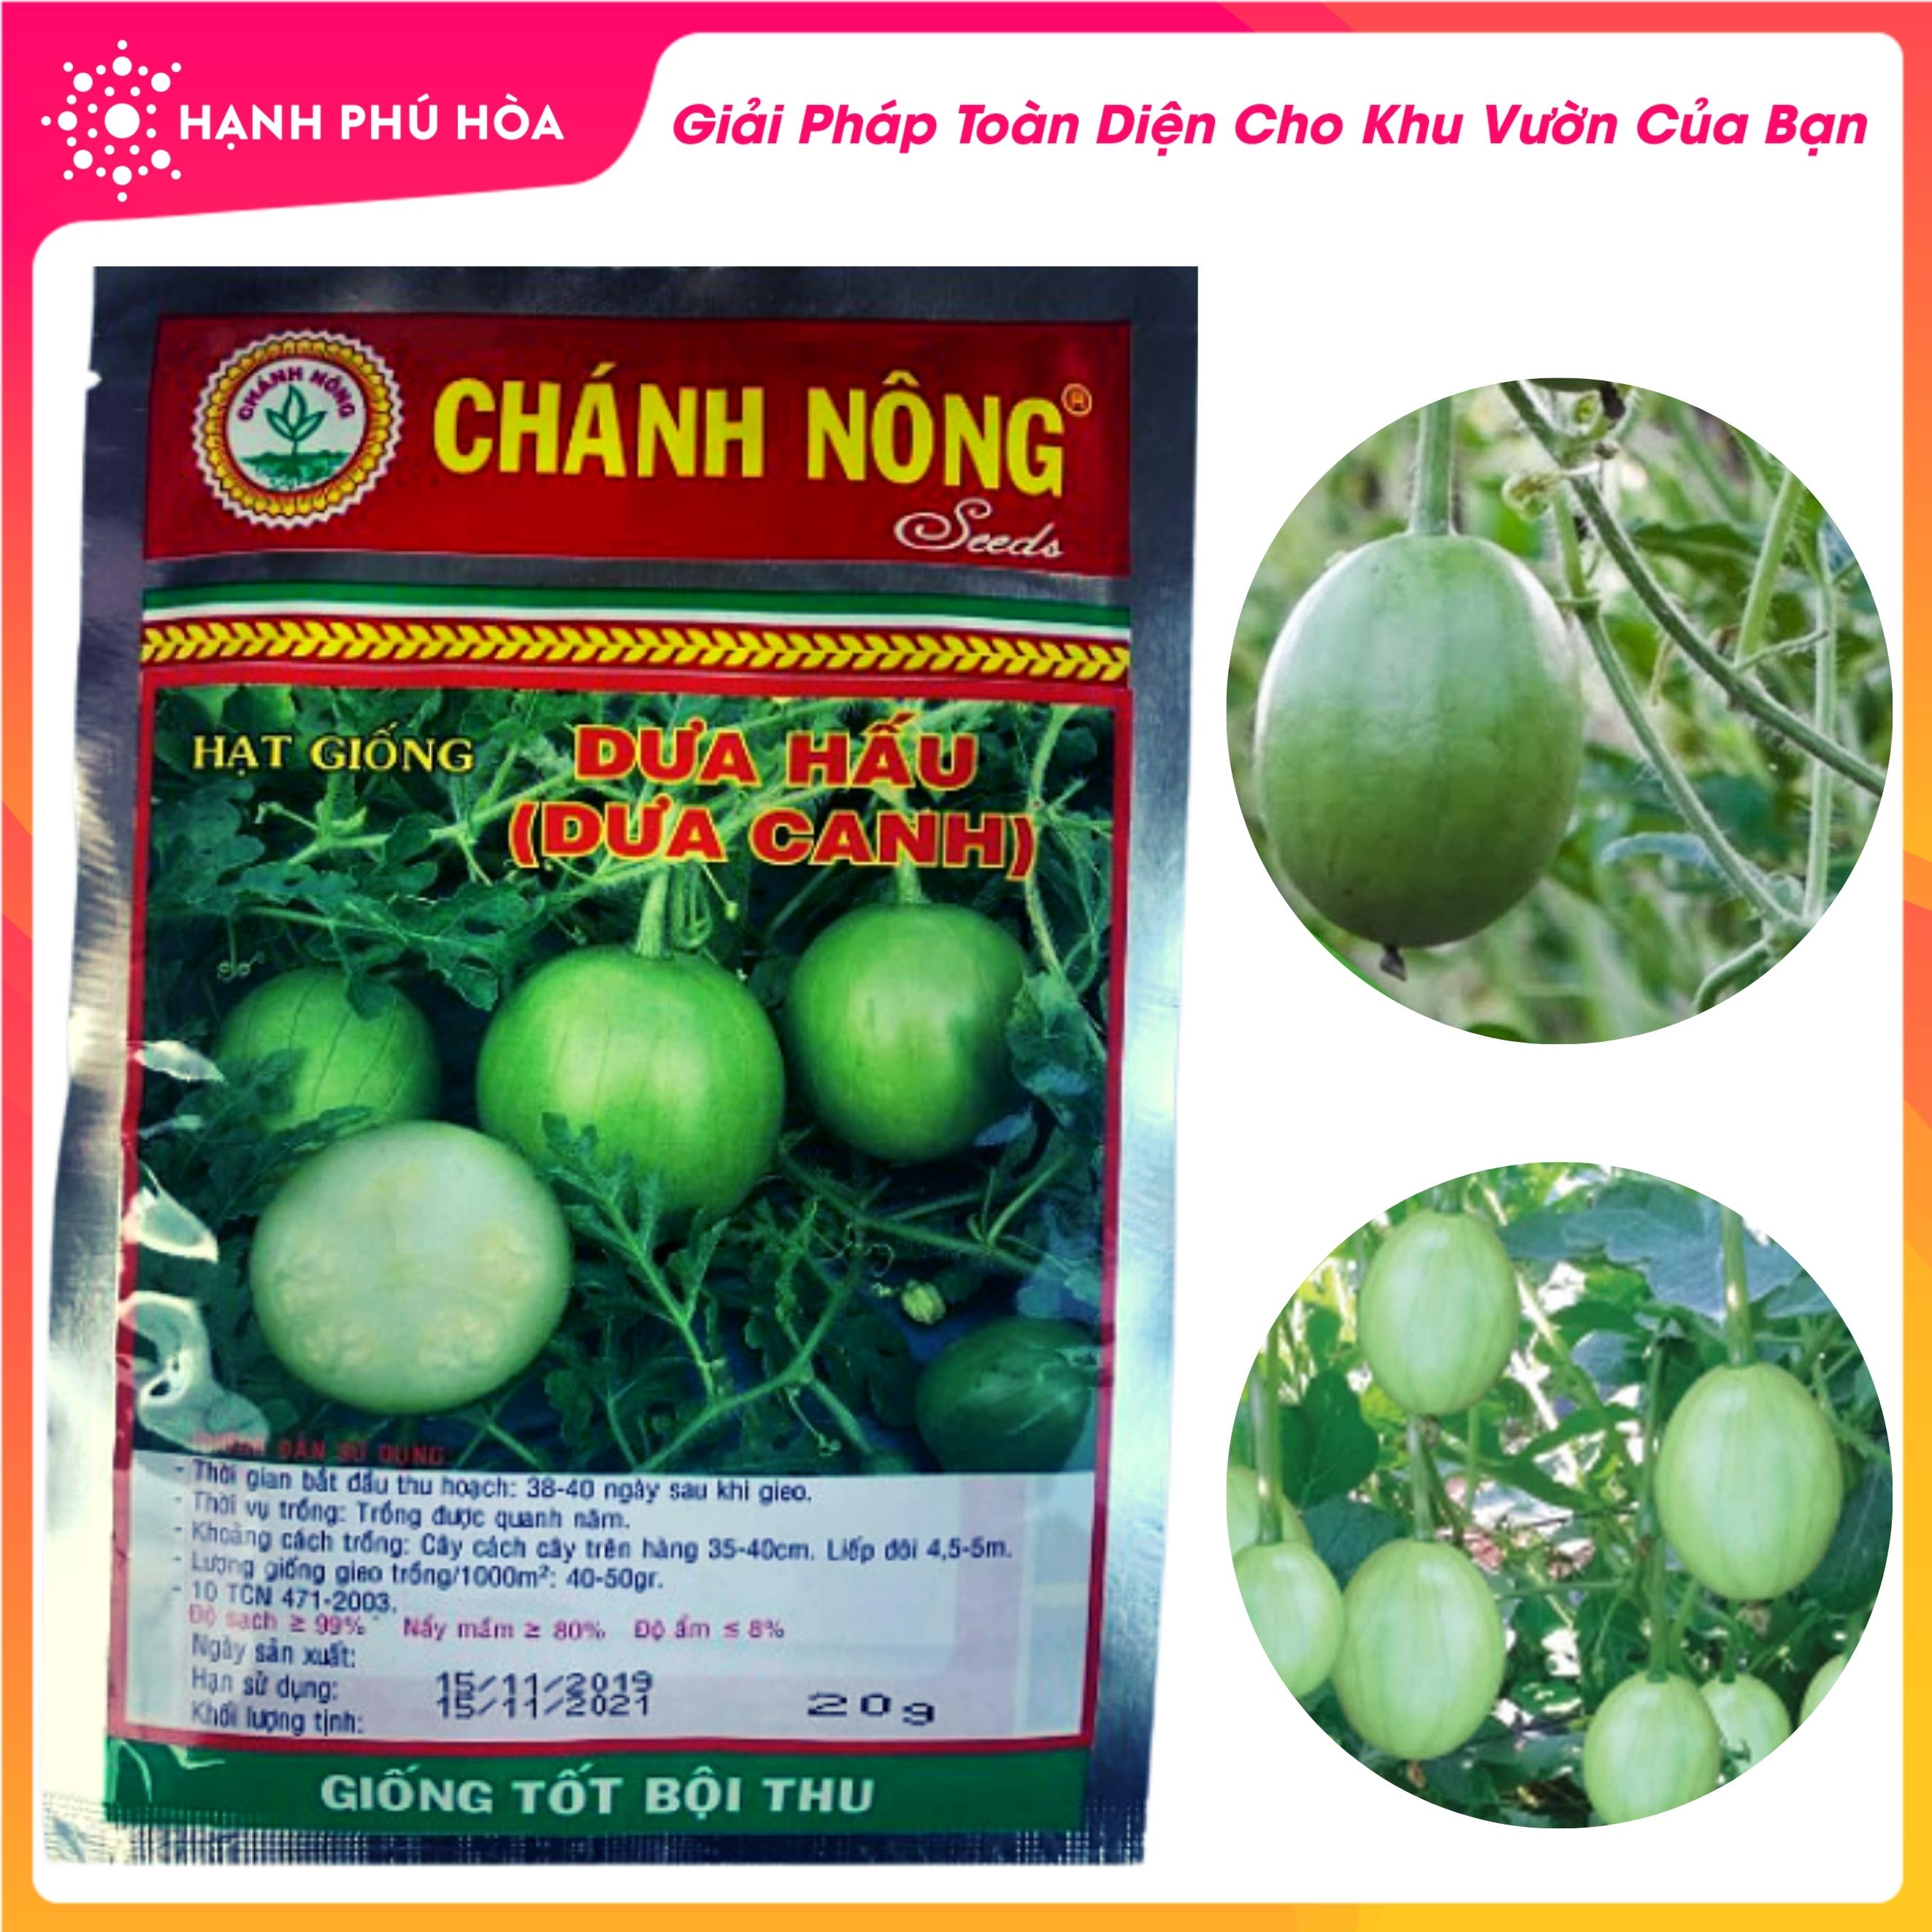 HẠNH PHÚ HÒA
Giải Pháp Toàn Diện Cho Khu Vườn Của Bạn
CHÁNH NÔNG
CHÁNH NÔNG®
Seeds
HẠT GIỐNG
DƯA HẤU
(DƯA CANH)
HƯỚNG DẪN SỬ DỤNG:
- Thời gian bắt đầu thu hoạch: 38-40 ngày sau khi gieo.
- Thời vụ trồng: Trồng được quanh năm.
- Khoảng cách trồng: Cây cách cây trên hàng 35-40cm. Liếp đôi 4,5-5m.
- Lượng giống gieo trồng/1000m²: 40-50gr.
- 10 TCN 471-2003.
Độ sạch ≥ 99% Nẩy mầm ≥ 80% Độ ẩm ≤ 8%
Ngày sản xuất:
Hạn sử dụng: 15/11/2019
15/11/2021 20g
Khối lượng tịnh:
GIỐNG TỐT BỘI THU